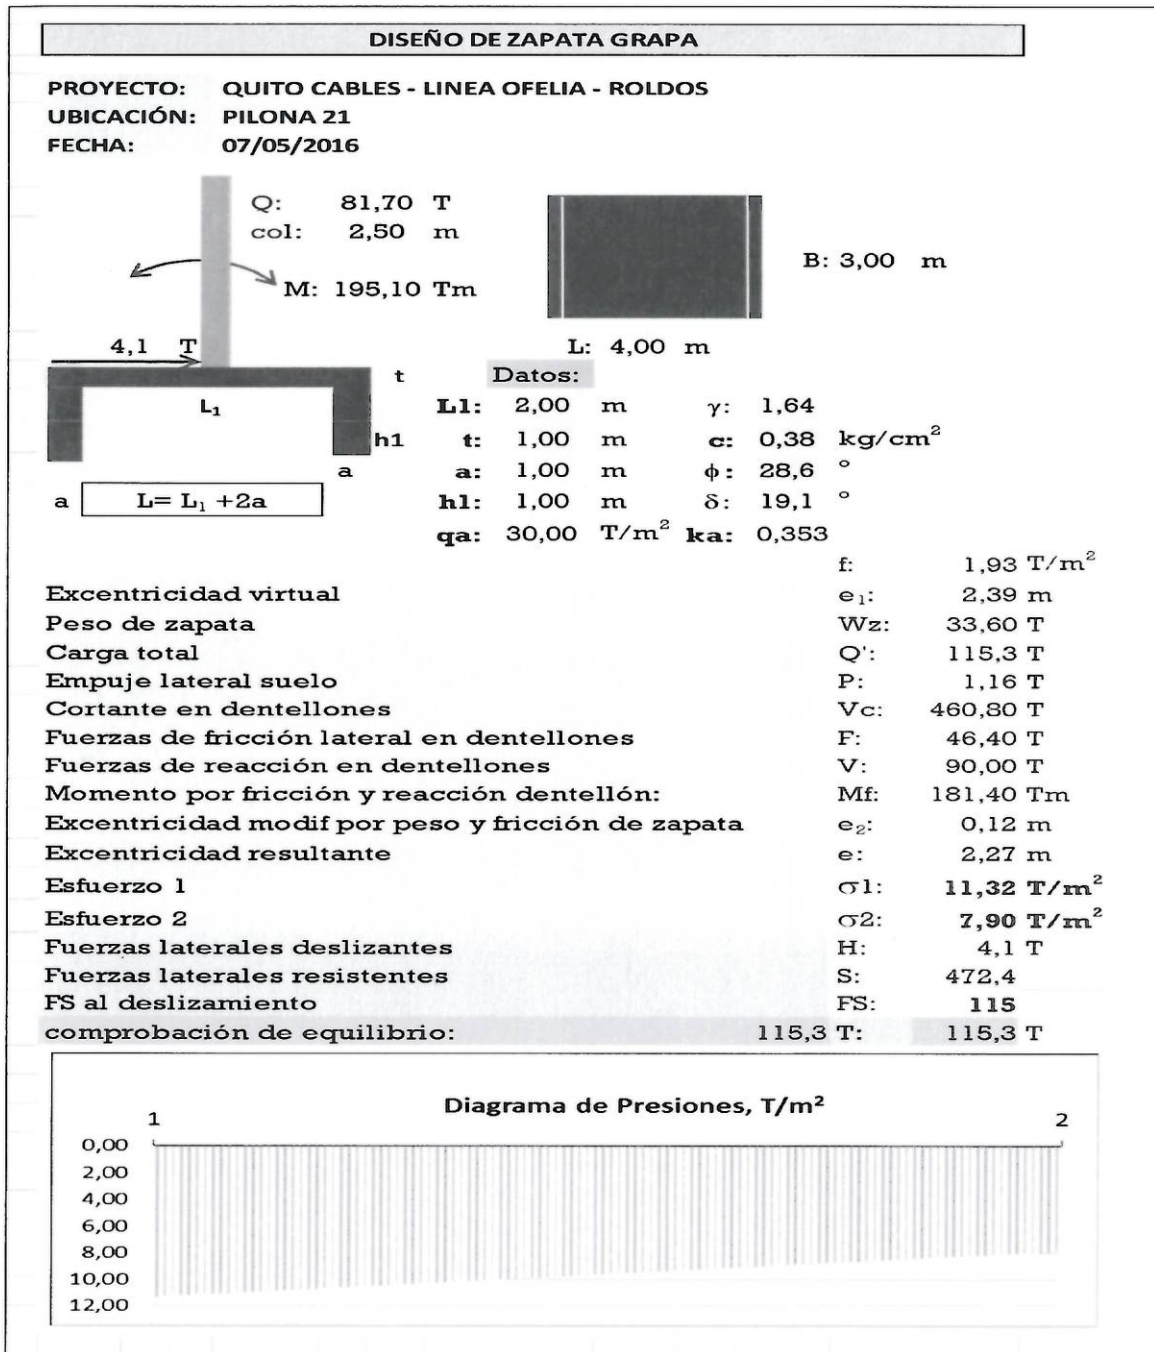 DISEÑO DE ZAPATA GRAPA
PROYECTO: QUITO CABLES - LINEA OFELIA - ROLDOS
UBICACIÓN: PILONA 21
FECHA: 07/05/2016
Q: 81,70 T
col: 2,50 m
M: 195,10 Tm
B: 3,00 m
4,1 T
L: 4,00 m
t
Datos:
L₁
L1: 2,00 m γ: 1,64
h1
t: 1,00 m c: 0,38 kg/cm²
a
a: 1,00 m ϕ: 28,6 °
a
L= L₁ +2a
h1: 1,00 m δ: 19,1 °
qa: 30,00 T/m² ka: 0,353
f: 1,93 T/m²
Excentricidad virtual e₁: 2,39 m
Peso de zapata Wz: 33,60 T
Carga total Q': 115,3 T
Empuje lateral suelo P: 1,16 T
Cortante en dentellones Vc: 460,80 T
Fuerzas de fricción lateral en dentellones F: 46,40 T
Fuerzas de reacción en dentellones V: 90,00 T
Momento por fricción y reacción dentellón: Mf: 181,40 Tm
Excentricidad modif por peso y fricción de zapata e₂: 0,12 m
Excentricidad resultante e: 2,27 m
Esfuerzo 1 σ1: 11,32 T/m²
Esfuerzo 2 σ2: 7,90 T/m²
Fuerzas laterales deslizantes H: 4,1 T
Fuerzas laterales resistentes S: 472,4
FS al deslizamiento FS: 115
comprobación de equilibrio: 115,3 T: 115,3 T
Diagrama de Presiones, T/m²
1 2
0,00
2,00
4,00
6,00
8,00
10,00
12,00